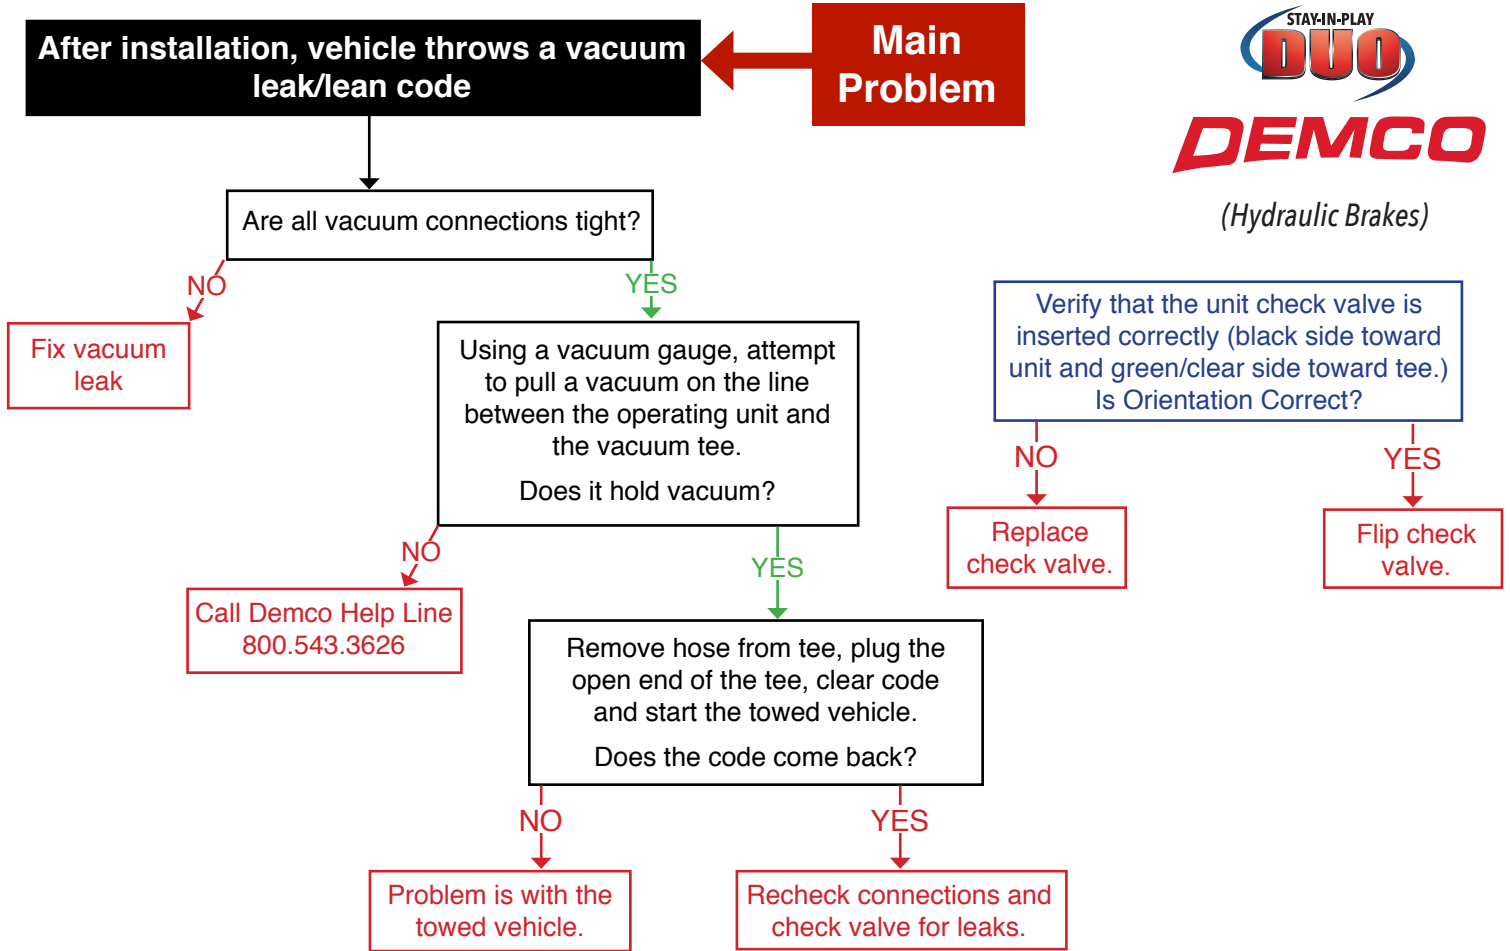 After installation, vehicle throws a vacuum
leak/lean code
Main
Problem
STAY-IN-PLAY
DUO
DEMCO
(Hydraulic Brakes)
Are all vacuum connections tight?
NO
YES
Fix vacuum
leak
Using a vacuum gauge, attempt
to pull a vacuum on the line
between the operating unit and
the vacuum tee.
Does it hold vacuum?
Verify that the unit check valve is
inserted correctly (black side toward
unit and green/clear side toward tee.)
Is Orientation Correct?
NO
YES
Replace
check valve.
Flip check
valve.
NO
YES
Call Demco Help Line
800.543.3626
Remove hose from tee, plug the
open end of the tee, clear code
and start the towed vehicle.
Does the code come back?
NO
YES
Problem is with the
towed vehicle.
Recheck connections and
check valve for leaks.